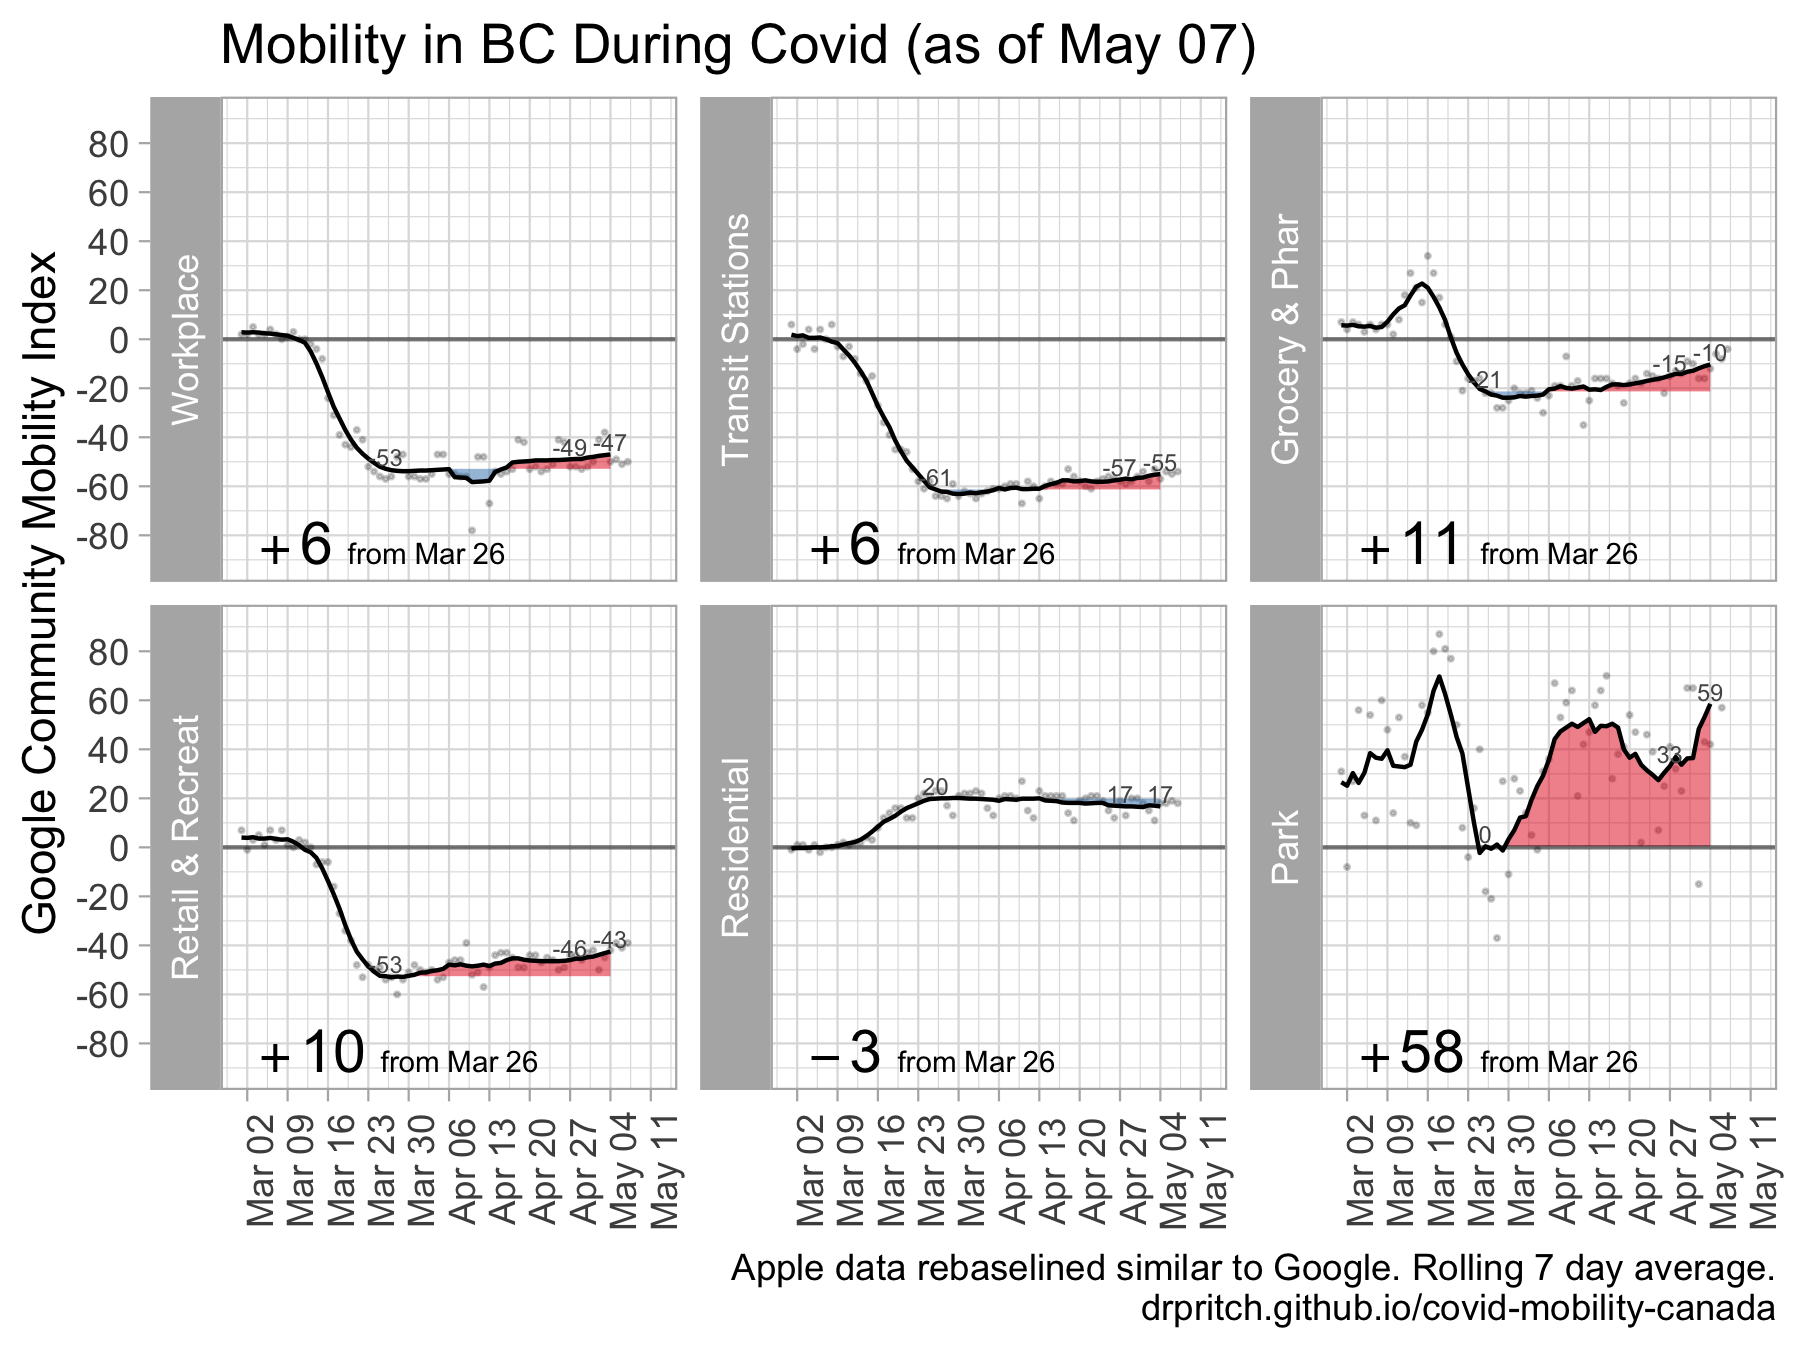 Mobility in BC During Covid (as of May 07)
Google Community Mobility Index
80
60
40
20
0
-20
-40
-60
-80
Workplace
-53
-49
-47
+6 from Mar 26
Transit Stations
-61
-57
-55
+6 from Mar 26
Grocery & Phar
-21
-15
-10
+11 from Mar 26
80
60
40
20
0
-20
-40
-60
-80
Retail & Recreat
-53
-46
-43
+10 from Mar 26
Residential
20
17
17
−3 from Mar 26
Park
0
33
59
+58 from Mar 26
Mar 02
Mar 09
Mar 16
Mar 23
Mar 30
Apr 06
Apr 13
Apr 20
Apr 27
May 04
May 11
Mar 02
Mar 09
Mar 16
Mar 23
Mar 30
Apr 06
Apr 13
Apr 20
Apr 27
May 04
May 11
Mar 02
Mar 09
Mar 16
Mar 23
Mar 30
Apr 06
Apr 13
Apr 20
Apr 27
May 04
May 11
Apple data rebaselined similar to Google. Rolling 7 day average.
drpritch.github.io/covid-mobility-canada